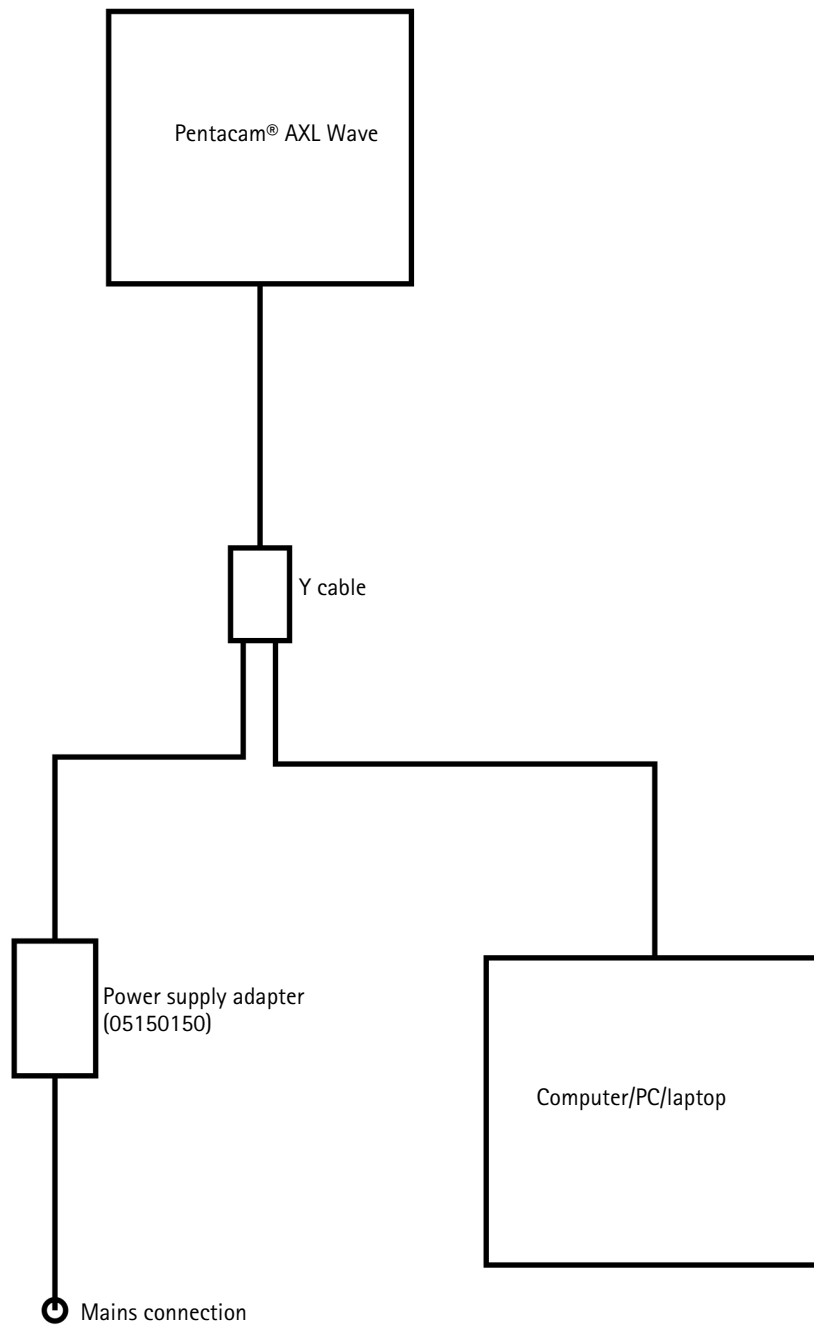 Pentacam® AXL Wave
Y cable
Power supply adapter
(05150150)
Computer/PC/laptop
Mains connection